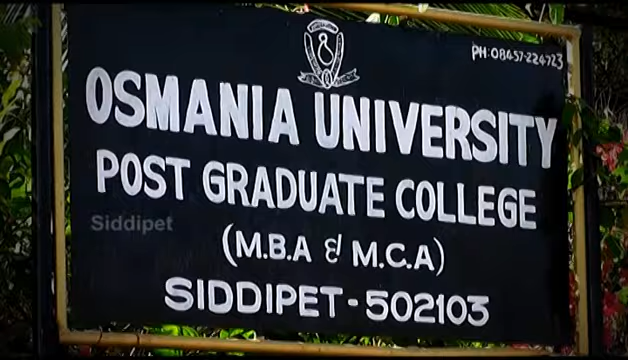 PH:08457-224723
OSMANIA UNIVERSITY
POST GRADUATE COLLEGE
Siddipet
(M.B.A & M.C.A)
SIDDIPET - 502103